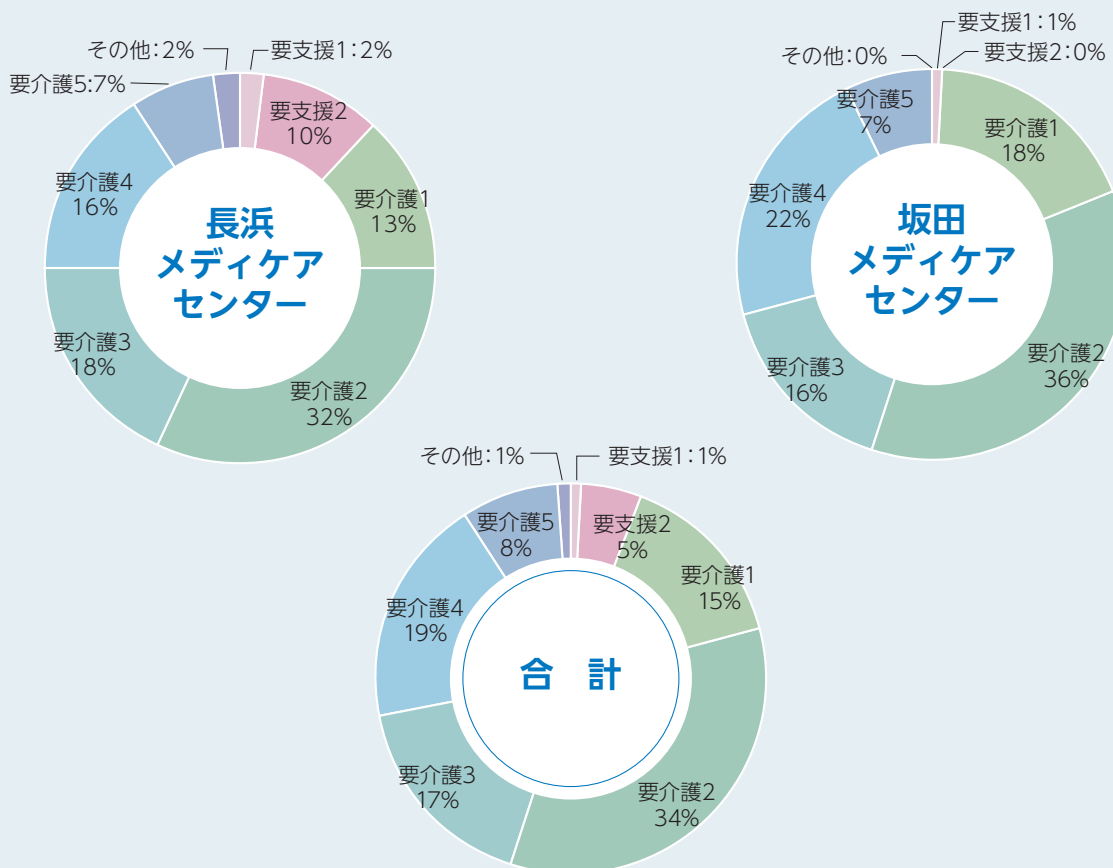 その他：2%
要支援1：2%
要介護5:7%
要支援2
10%
要介護1
13%
要介護4
16%
要介護3
18%
要介護2
32%
長浜
メディケア
センター
要支援1：1%
その他：0%
要支援2：0%
要介護5
7%
要介護1
18%
要介護4
22%
要介護3
16%
要介護2
36%
坂田
メディケア
センター
その他：1%
要支援1：1%
要介護5
8%
要支援2
5%
要介護1
15%
要介護4
19%
要介護3
17%
要介護2
34%
合　計